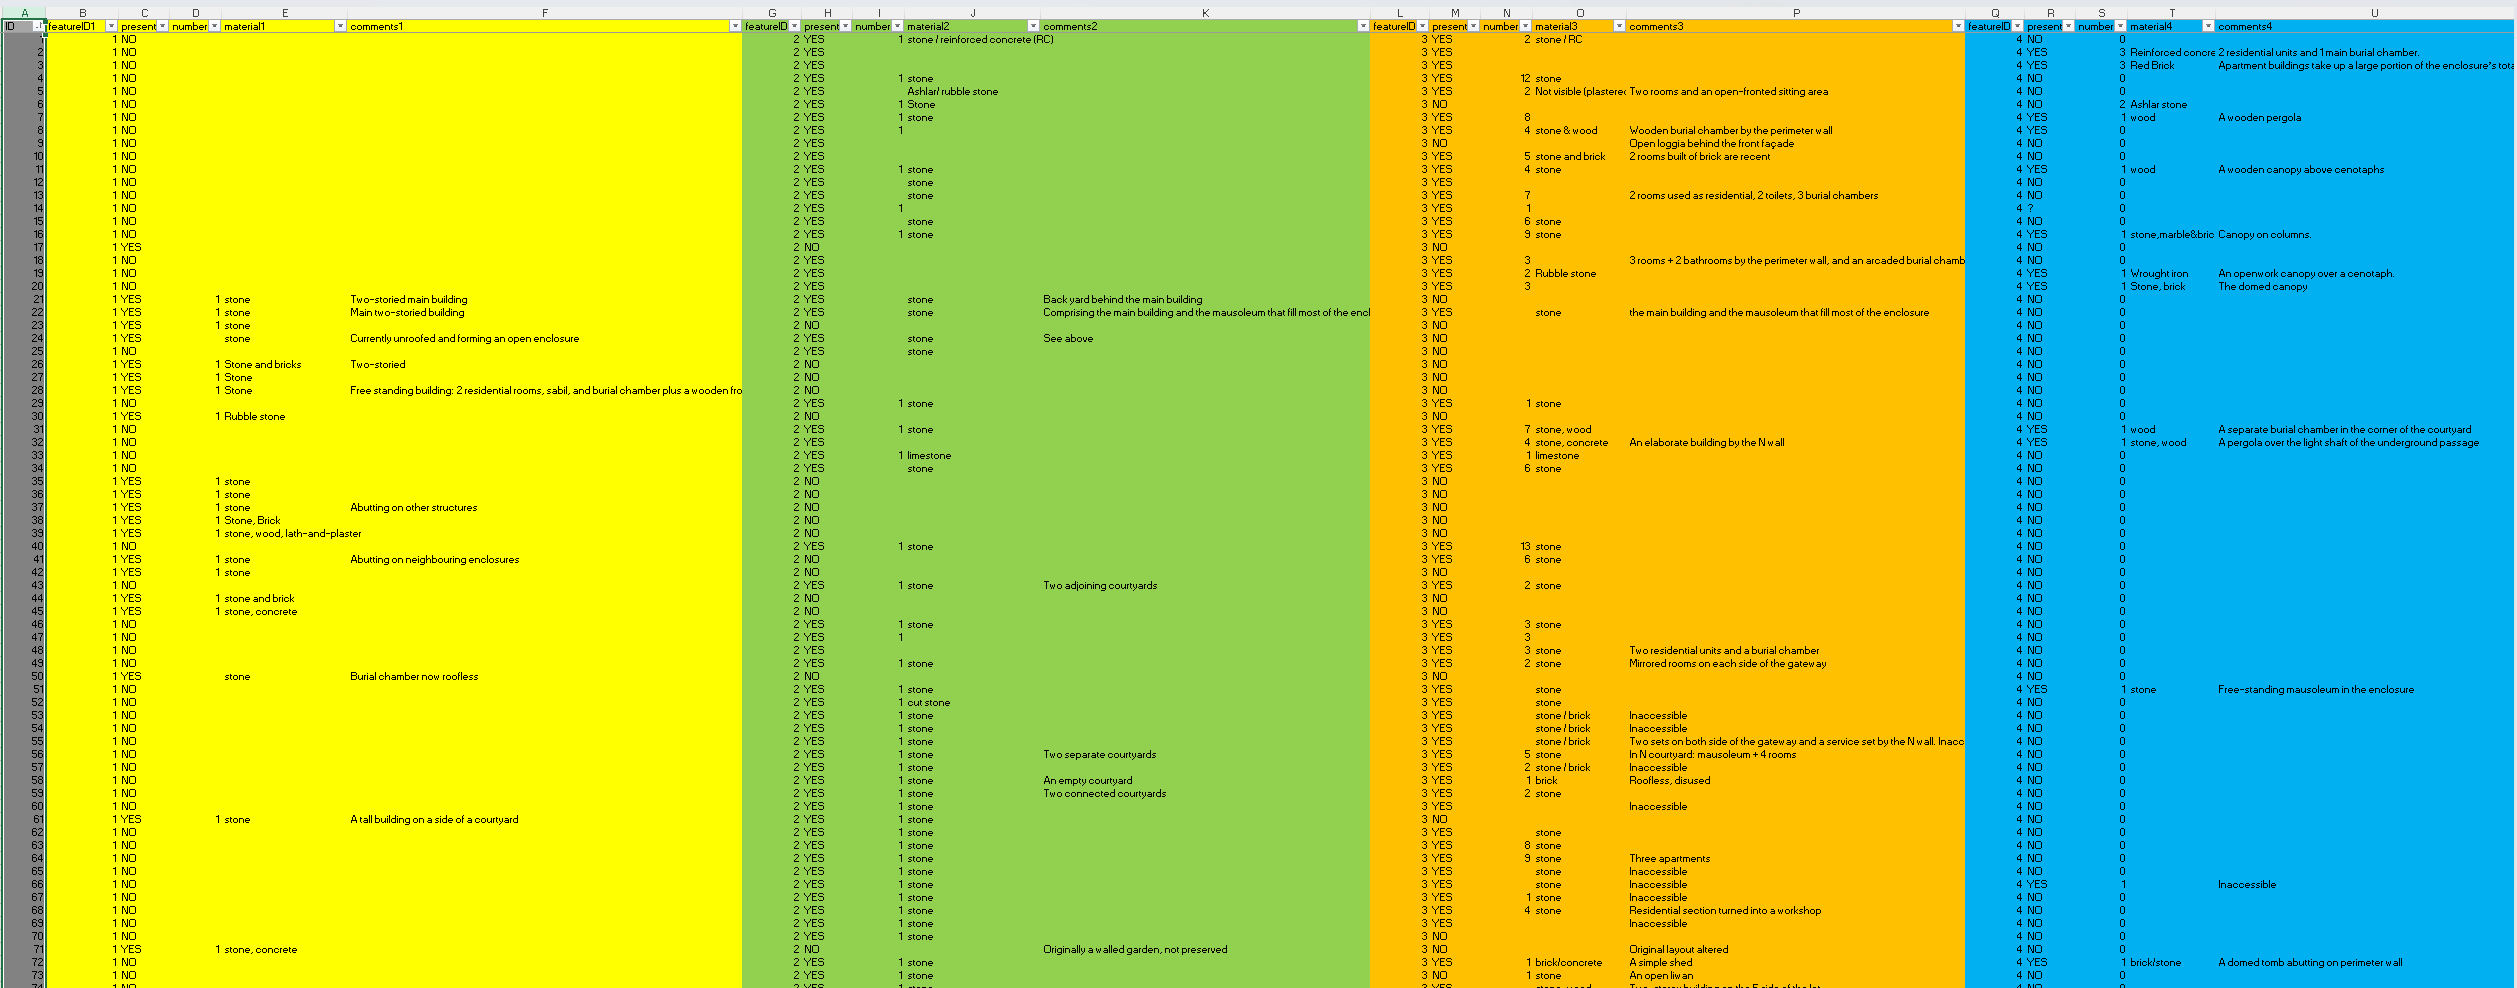 A B C D E F G H I J K L M N O P Q R S T U
ID featureID1 present number material1 comments1 featureID present number material2 comments2 featureID present number material3 comments3 featureID present number material4 comments4
1 NO 2 YES 1 stone / reinforced concrete (RC) 3 YES 2 stone / RC 4 NO 0
2 1 NO 2 YES 3 YES 4 YES 3 Reinforced concre 2 residential units and 1 main burial chamber.
3 1 NO 2 YES 3 YES 4 YES 3 Red Brick Apartment buildings take up a large portion of the enclosure's tota
4 1 NO 2 YES 1 stone 3 YES 12 stone 4 NO 0
5 1 NO 2 YES Ashlar/ rubble stone 3 YES 2 Not visible (plastered Two rooms and an open-fronted sitting area 4 NO 0
6 1 NO 2 YES 1 Stone 3 NO 4 NO 2 Ashlar stone
7 1 NO 2 YES 1 stone 3 YES 8 4 YES 1 wood A wooden pergola
8 1 NO 2 YES 1 3 YES 4 stone & wood Wooden burial chamber by the perimeter wall 4 YES 0
9 1 NO 2 YES 3 NO Open loggia behind the front façade 4 NO 0
10 1 NO 2 YES 3 YES 5 stone and brick 2 rooms built of brick are recent 4 NO 0
11 1 NO 2 YES 1 stone 3 YES 4 stone 4 YES 1 wood A wooden canopy above cenotaphs
12 1 NO 2 YES stone 3 YES 4 NO 0
13 1 NO 2 YES stone 3 YES 7 2 rooms used as residential, 2 toilets, 3 burial chambers 4 NO 0
14 1 NO 2 YES 1 3 YES 1 4 ? 0
15 1 NO 2 YES stone 3 YES 6 stone 4 NO 0
16 1 NO 2 YES 1 stone 3 YES 9 stone 4 YES 1 stone,marble&bric Canopy on columns.
17 1 YES 2 NO 3 NO 4 NO 0
18 1 NO 2 YES 3 YES 3 3 rooms + 2 bathrooms by the perimeter wall, and an arcaded burial chamb 4 NO 0
19 1 NO 2 YES 3 YES 2 Rubble stone 4 YES 1 Wrought iron An openwork canopy over a cenotaph.
20 1 NO 2 YES 3 YES 3 4 YES 1 Stone, brick The domed canopy
21 1 YES 1 stone Two-storied main building 2 YES stone Back yard behind the main building 3 NO 4 NO 0
22 1 YES 1 stone Main two-storied building 2 YES stone Comprising the main building and the mausoleum that fill most of the encl 3 YES stone the main building and the mausoleum that fill most of the enclosure 4 NO 0
23 1 YES 1 stone 2 NO 3 NO 4 NO 0
24 1 YES stone Currently unroofed and forming an open enclosure 2 YES stone See above 3 NO 4 NO 0
25 1 NO 2 YES stone 3 NO 4 NO 0
26 1 YES 1 Stone and bricks Two-storied 2 NO 3 NO 4 NO 0
27 1 YES 1 Stone 2 NO 3 NO 4 NO 0
28 1 YES 1 Stone Free standing building: 2 residential rooms, sabil, and burial chamber plus a wooden fro 2 NO 3 NO 4 NO 0
29 1 NO 2 YES 1 stone 3 YES 1 stone 4 NO 0
30 1 YES 1 Rubble stone 2 NO 3 NO 4 NO 0
31 1 NO 2 YES 1 stone 3 YES 7 stone, wood 4 YES 1 wood A separate burial chamber in the corner of the courtyard
32 1 NO 2 YES 3 YES 4 stone, concrete An elaborate building by the N wall 4 YES 1 stone, wood A pergola over the light shaft of the underground passage
33 1 NO 2 YES 1 limestone 3 YES 1 limestone 4 NO 0
34 1 NO 2 YES stone 3 YES 6 stone 4 NO 0
35 1 YES 1 stone 2 NO 3 NO 4 NO 0
36 1 YES 1 stone 2 NO 3 NO 4 NO 0
37 1 YES 1 stone Abutting on other structures 2 NO 3 NO 4 NO 0
38 1 YES 1 Stone, Brick 2 NO 3 NO 4 NO 0
39 1 YES 1 stone, wood, lath-and-plaster 2 NO 3 NO 4 NO 0
40 1 NO 2 YES 1 stone 3 YES 13 stone 4 NO 0
41 1 YES 1 stone Abutting on neighbouring enclosures 2 NO 3 YES 6 stone 4 NO 0
42 1 YES 1 stone 2 NO 3 NO 4 NO 0
43 1 NO 2 YES 1 stone Two adjoining courtyards 3 YES 2 stone 4 NO 0
44 1 YES 1 stone and brick 2 NO 3 NO 4 NO 0
45 1 YES 1 stone, concrete 2 NO 3 NO 4 NO 0
46 1 NO 2 YES 1 stone 3 YES 3 stone 4 NO 0
47 1 NO 2 YES 1 3 YES 3 4 NO 0
48 1 NO 2 YES 3 YES 3 stone Two residential units and a burial chamber 4 NO 0
49 1 NO 2 YES 1 stone 3 YES 2 stone Mirrored rooms on each side of the gateway 4 NO 0
50 1 YES stone Burial chamber now roofless 2 NO 3 NO 4 NO 0
51 1 NO 2 YES 1 stone 3 YES stone 4 YES 1 stone Free-standing mausoleum in the enclosure
52 1 NO 2 YES 1 cut stone 3 YES stone 4 NO 0
53 1 NO 2 YES 1 stone 3 YES stone / brick Inaccessible 4 NO 0
54 1 NO 2 YES 1 stone 3 YES stone / brick Inaccessible 4 NO 0
55 1 NO 2 YES 1 stone 3 YES stone / brick Two sets on both side of the gateway and a service set by the N wall. Inacc 4 NO 0
56 1 NO 2 YES 1 stone Two separate courtyards 3 YES 5 stone In N courtyard: mausoleum + 4 rooms 4 NO 0
57 1 NO 2 YES 1 stone 3 YES 2 stone / brick Inaccessible 4 NO 0
58 1 NO 2 YES 1 stone An empty courtyard 3 YES 1 brick Roofless, disused 4 NO 0
59 1 NO 2 YES 1 stone Two connected courtyards 3 YES 2 stone 4 NO 0
60 1 NO 2 YES 1 stone 3 YES Inaccessible 4 NO 0
61 1 YES 1 stone A tall building on a side of a courtyard 2 YES 1 stone 3 NO 4 NO 0
62 1 NO 2 YES 1 stone 3 YES stone 4 NO 0
63 1 NO 2 YES 1 stone 3 YES 8 stone 4 NO 0
64 1 NO 2 YES 1 stone 3 YES 9 stone Three apartments 4 NO 0
65 1 NO 2 YES 1 stone 3 YES stone Inaccessible 4 NO 0
66 1 NO 2 YES 1 stone 3 YES stone Inaccessible 4 YES 1 Inaccessible
67 1 NO 2 YES 1 stone 3 YES 1 stone Inaccessible 4 NO 0
68 1 NO 2 YES 1 stone 3 YES 4 stone Residential section turned into a workshop 4 NO 0
69 1 NO 2 YES 1 stone 3 YES Inaccessible 4 NO 0
70 1 NO 2 YES 1 stone 3 NO 4 NO 0
71 1 YES 1 stone, concrete 2 NO Originally a walled garden, not preserved 3 NO Original layout altered 4 NO 0
72 1 NO 2 YES 1 stone 3 YES 1 brick/concrete A simple shed 4 YES 1 brick/stone A domed tomb abutting on perimeter wall
73 1 NO 2 YES 1 stone 3 NO 1 stone An open liwan 4 NO 0